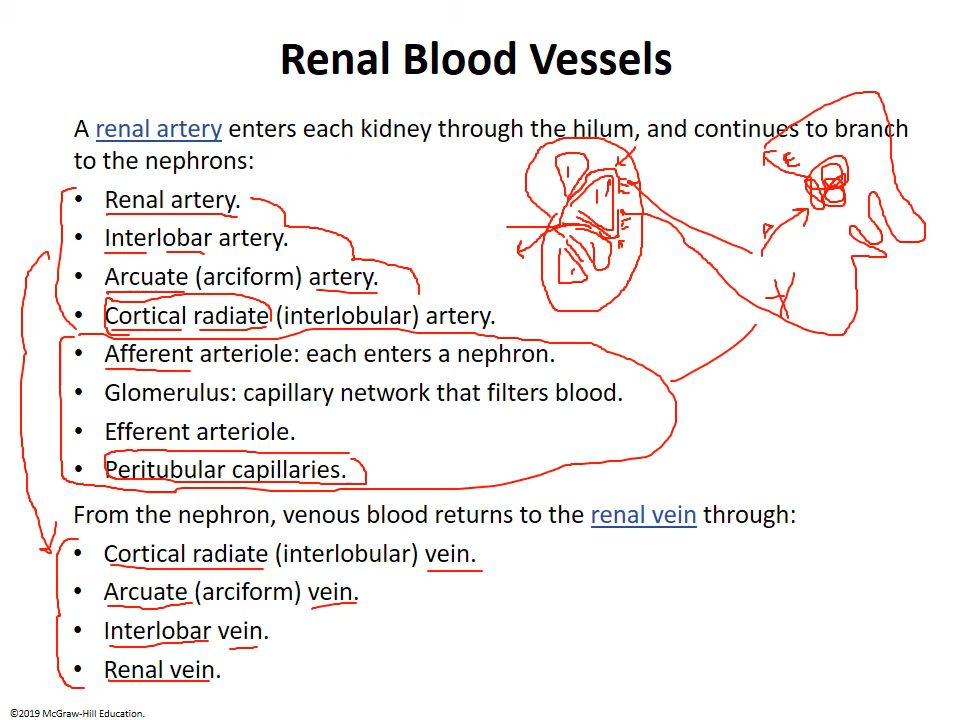 Renal Blood Vessels
A renal artery enters each kidney through the hilum, and continues to branch
to the nephrons:
• Renal artery.
• Interlobar artery.
• Arcuate (arciform) artery.
• Cortical radiate (interlobular) artery.
• Afferent arteriole: each enters a nephron.
• Glomerulus: capillary network that filters blood.
• Efferent arteriole.
• Peritubular capillaries.
From the nephron, venous blood returns to the renal vein through:
• Cortical radiate (interlobular) vein.
• Arcuate (arciform) vein.
• Interlobar vein.
• Renal vein.
©2019 McGraw-Hill Education.